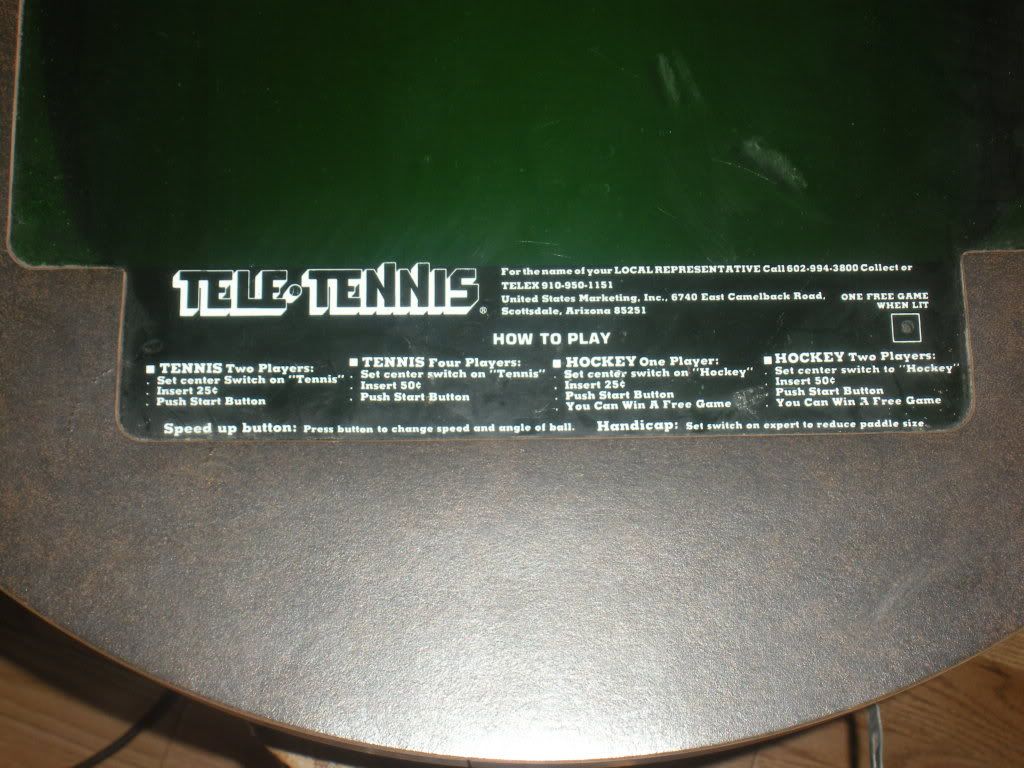 TELE•TENNIS®
For the name of your LOCAL REPRESENTATIVE Call 602-994-3800 Collect or
TELEX 910-950-1151
United States Marketing, Inc., 6740 East Camelback Road,
Scottsdale, Arizona 85251
ONE FREE GAME
WHEN LIT
HOW TO PLAY
■ TENNIS Two Players:
Set center Switch on "Tennis"
Insert 25¢
Push Start Button
■ TENNIS Four Players:
Set center switch on "Tennis"
Insert 50¢
Push Start Button
■ HOCKEY One Player:
Set center switch on "Hockey"
Insert 25¢
Push Start Button
You Can Win A Free Game
■ HOCKEY Two Players:
Set center switch to "Hockey"
Insert 50¢
Push Start Button
You Can Win A Free Game
Speed up button: Press button to change speed and angle of ball.
Handicap: Set switch on expert to reduce paddle size